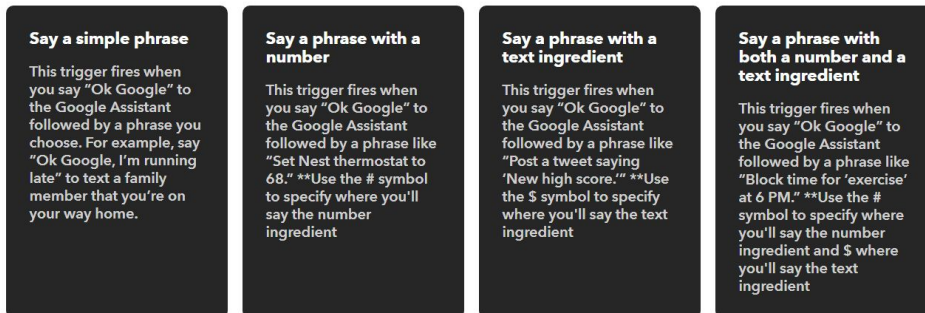 Say a simple phrase
This trigger fires when
you say “Ok Google” to
the Google Assistant
followed by a phrase you
choose. For example, say
“Ok Google, I’m running
late” to text a family
member that you’re on
your way home.
Say a phrase with a
number
This trigger fires when
you say “Ok Google” to
the Google Assistant
followed by a phrase like
“Set Nest thermostat to
68.” **Use the # symbol
to specify where you'll
say the number
ingredient
Say a phrase with a
text ingredient
This trigger fires when
you say “Ok Google” to
the Google Assistant
followed by a phrase like
“Post a tweet saying
‘New high score.’” **Use
the $ symbol to specify
where you'll say the text
ingredient
Say a phrase with
both a number and a
text ingredient
This trigger fires when
you say “Ok Google” to
the Google Assistant
followed by a phrase like
“Block time for ‘exercise’
at 6 PM.” **Use the #
symbol to specify where
you'll say the number
ingredient and $ where
you'll say the text
ingredient